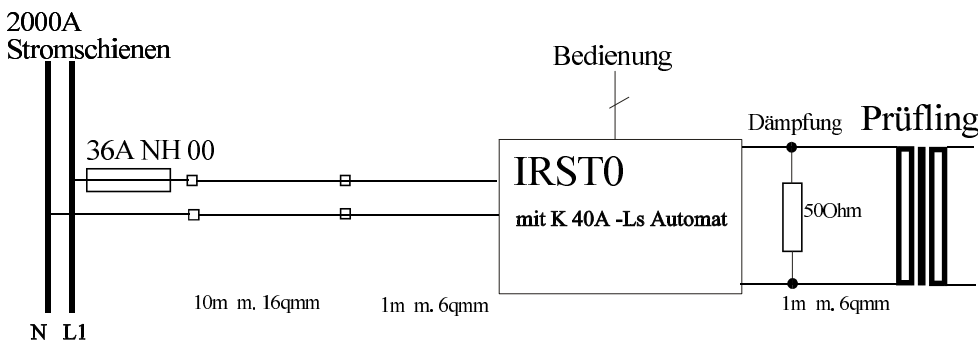 2000A
Stromschienen
Bedienung
36A NH 00
IRST0
mit K 40A -Ls Automat
Dämpfung
Prüfling
50Ohm
10m m. 16qmm
1m m. 6qmm
1m m. 6qmm
N L1